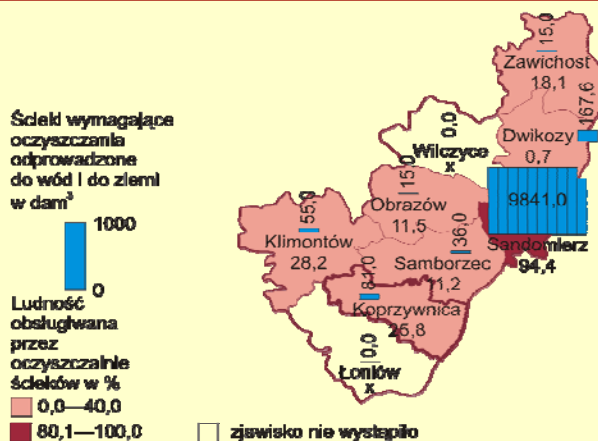 Ścieki wymagające
oczyszczania
odprowadzone
do wód i do ziemi
w dam³
1000
0
Ludność
obsługiwana
przez
oczyszczalnie
ścieków w %
0,0—40,0
80,1—100,0
zjawisko nie wystąpiło
15,0
Zawichost
18,1
167,6
Dwikozy
0,7
0,0
Wilczyce
x
9841,0
Sandomierz
94,4
15,0
Obrazów
11,5
55,0
Klimontów
28,2
36,0
Samborzec
11,2
81,0
Koprzywnica
25,8
0,0
Łoniów
x